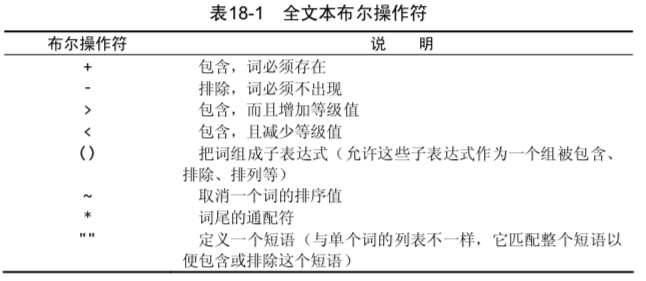 表18-1 全文本布尔操作符
布尔操作符 说 明
+ 包含，词必须存在
- 排除，词必须不出现
> 包含，而且增加等级值
< 包含，且减少等级值
() 把词组成子表达式（允许这些子表达式作为一个组被包含、
排除、排列等）
~ 取消一个词的排序值
* 词尾的通配符
"" 定义一个短语（与单个词的列表不一样，它匹配整个短语以
便包含或排除这个短语）